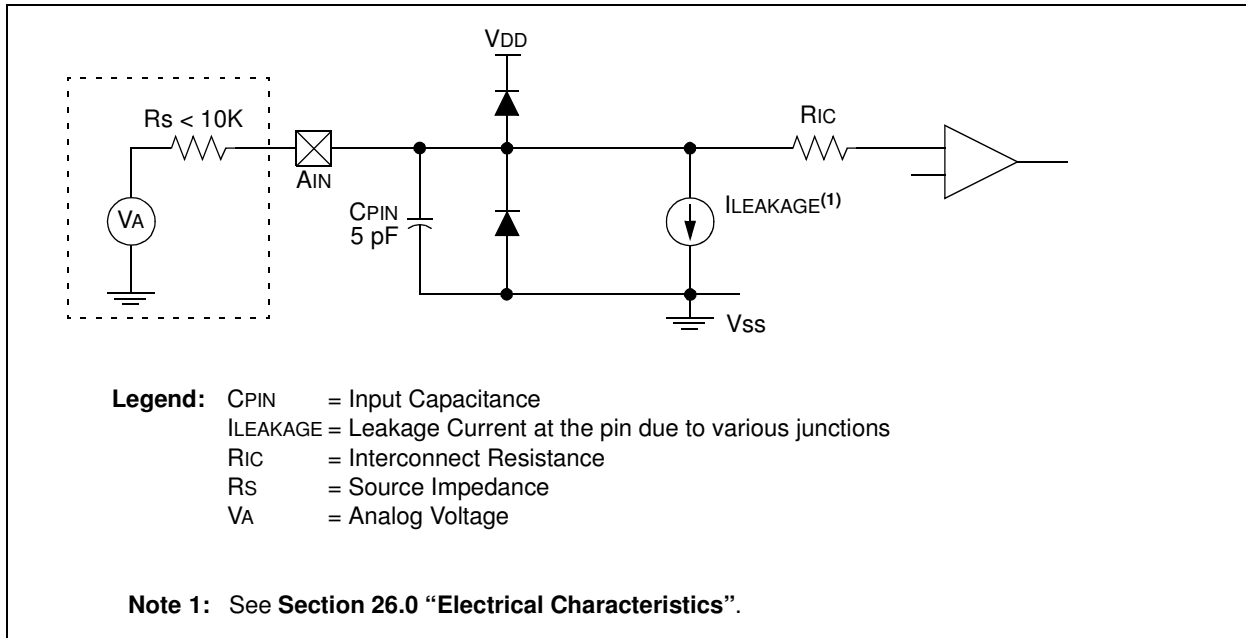 VDD
Rs < 10K
RIC
AIN
VA
CPIN
5 pF
ILEAKAGE(1)
Vss
Legend: CPIN = Input Capacitance
ILEAKAGE = Leakage Current at the pin due to various junctions
RIC = Interconnect Resistance
RS = Source Impedance
VA = Analog Voltage
Note 1: See Section 26.0 “Electrical Characteristics”.